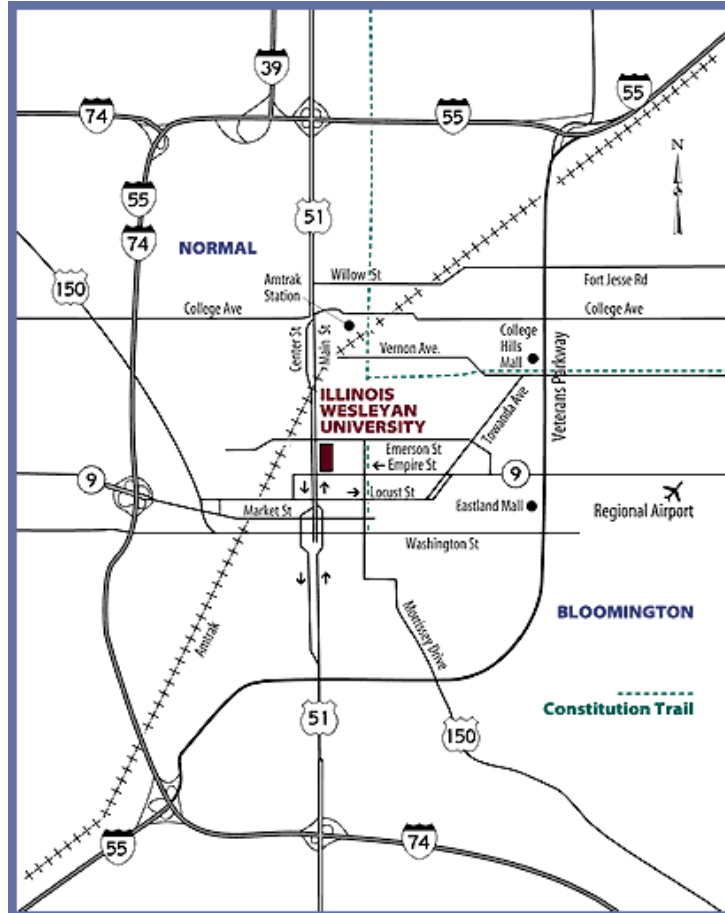 39
55
74
55
55
N
51
74
NORMAL
150
Willow St
Fort Jesse Rd
Amtrak
Station
College Ave
College Ave
Center St
Main St
Vernon Ave.
College
Hills
Mall
Veterans Parkway
Towanda Ave
ILLINOIS
WESLEYAN
UNIVERSITY
Emerson St
← Empire St
9
9
↓ ↑
→
Locust St
Market St
Eastland Mall
Regional Airport
Washington St
↓ ↑
Amtrak
Morrissey Drive
BLOOMINGTON
Constitution Trail
51
150
55
74